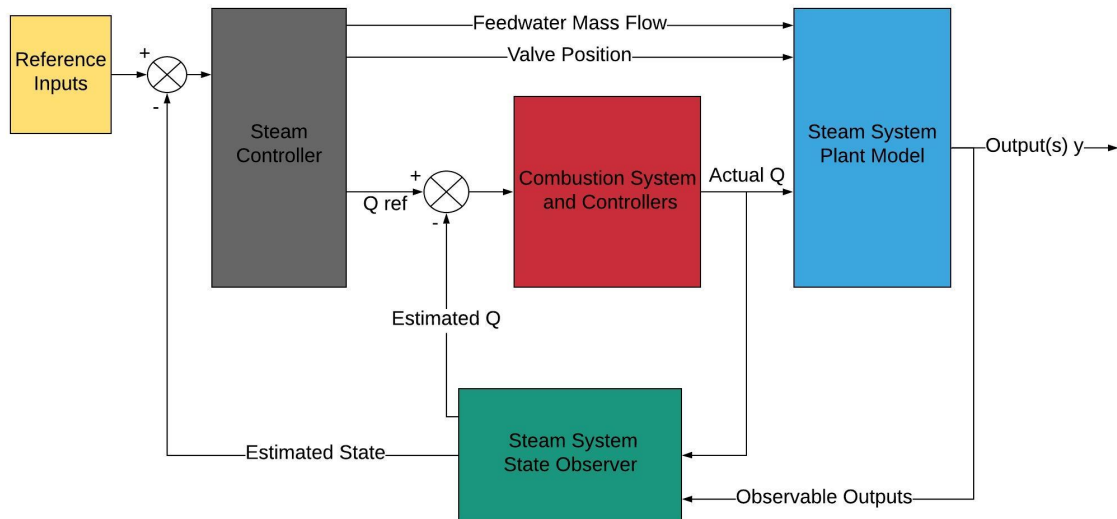 Feedwater Mass Flow
Valve Position
Reference
Inputs
+
-
Steam
Controller
Q ref
+
-
Combustion System
and Controllers
Actual Q
Steam System
Plant Model
Output(s) y
Estimated Q
Steam System
State Observer
Estimated State
Observable Outputs